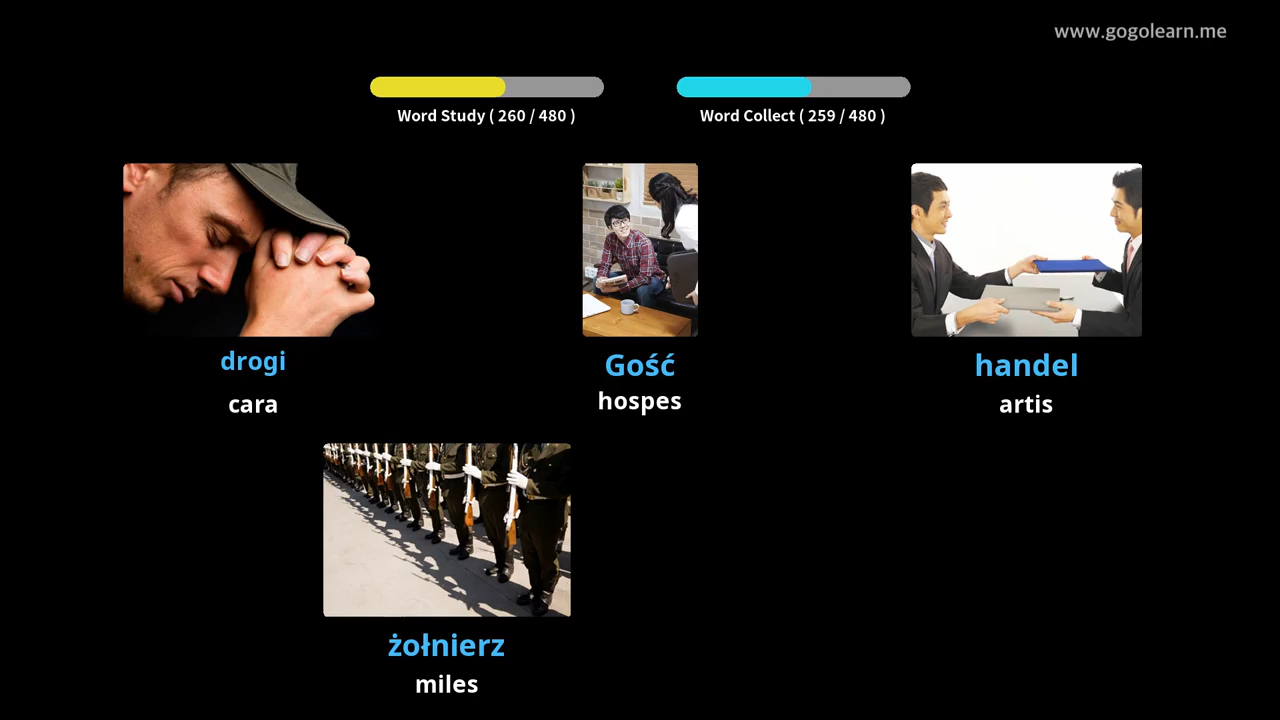 www.gogolearn.me
Word Study ( 260 / 480 )
Word Collect ( 259 / 480 )
drogi
cara
Gość
hospes
handel
artis
żołnierz
miles